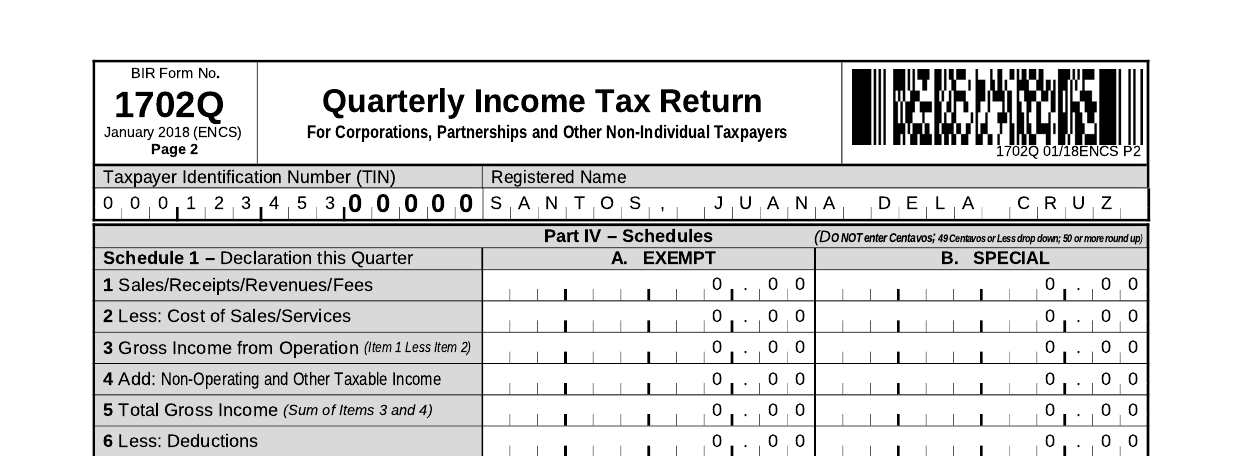 BIR Form No.
1702Q
January 2018 (ENCS)
Page 2
Quarterly Income Tax Return
For Corporations, Partnerships and Other Non-Individual Taxpayers
1702Q 01/18ENCS P2
Taxpayer Identification Number (TIN) Registered Name
0 0 0 1 2 3 4 5 3 0 0 0 0 0 S A N T O S , J U A N A D E L A C R U Z
Part IV – Schedules (DO NOT enter Centavos; 49 Centavos or Less drop down; 50 or more round up)
Schedule 1 – Declaration this Quarter A. EXEMPT B. SPECIAL
1 Sales/Receipts/Revenues/Fees 0 . 0 0 0 . 0 0
2 Less: Cost of Sales/Services 0 . 0 0 0 . 0 0
3 Gross Income from Operation (Item 1 Less Item 2) 0 . 0 0 0 . 0 0
4 Add: Non-Operating and Other Taxable Income 0 . 0 0 0 . 0 0
5 Total Gross Income (Sum of Items 3 and 4) 0 . 0 0 0 . 0 0
6 Less: Deductions 0 . 0 0 0 . 0 0